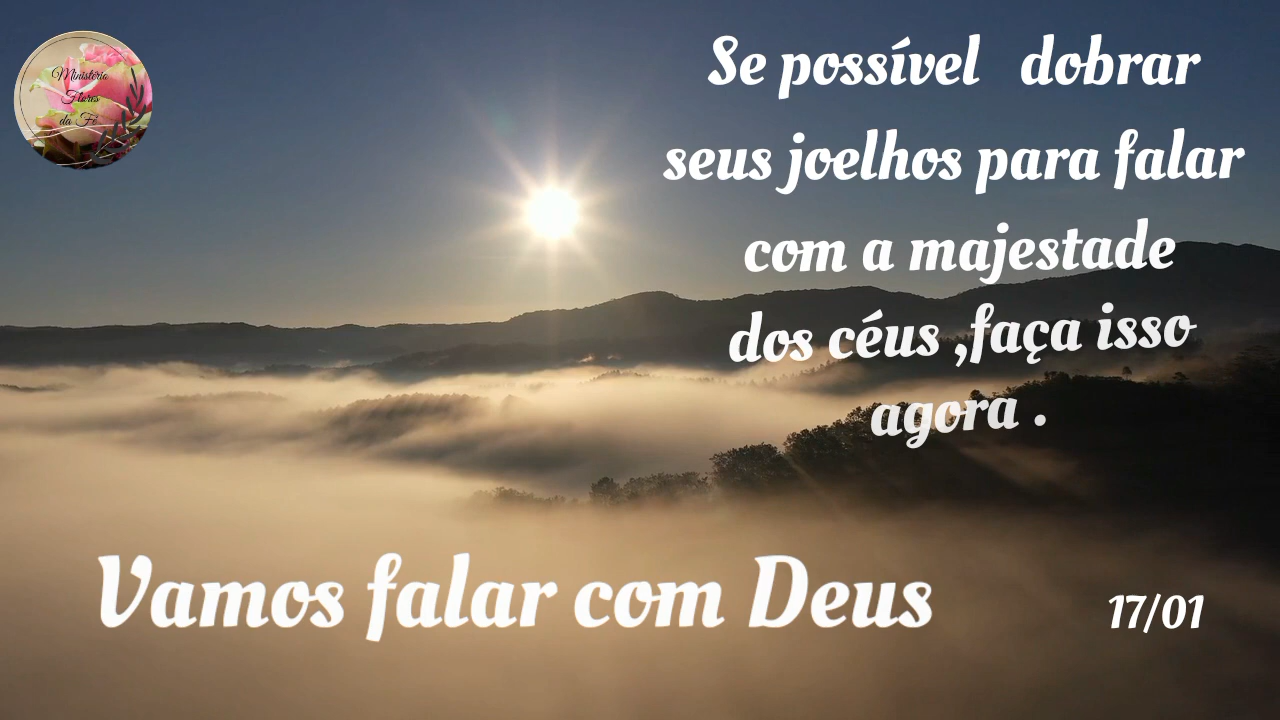 Ministério
Flores
da Fé
Se possível dobrar
seus joelhos para falar
com a majestade
dos céus ,faça isso
agora .
Vamos falar com Deus
17/01